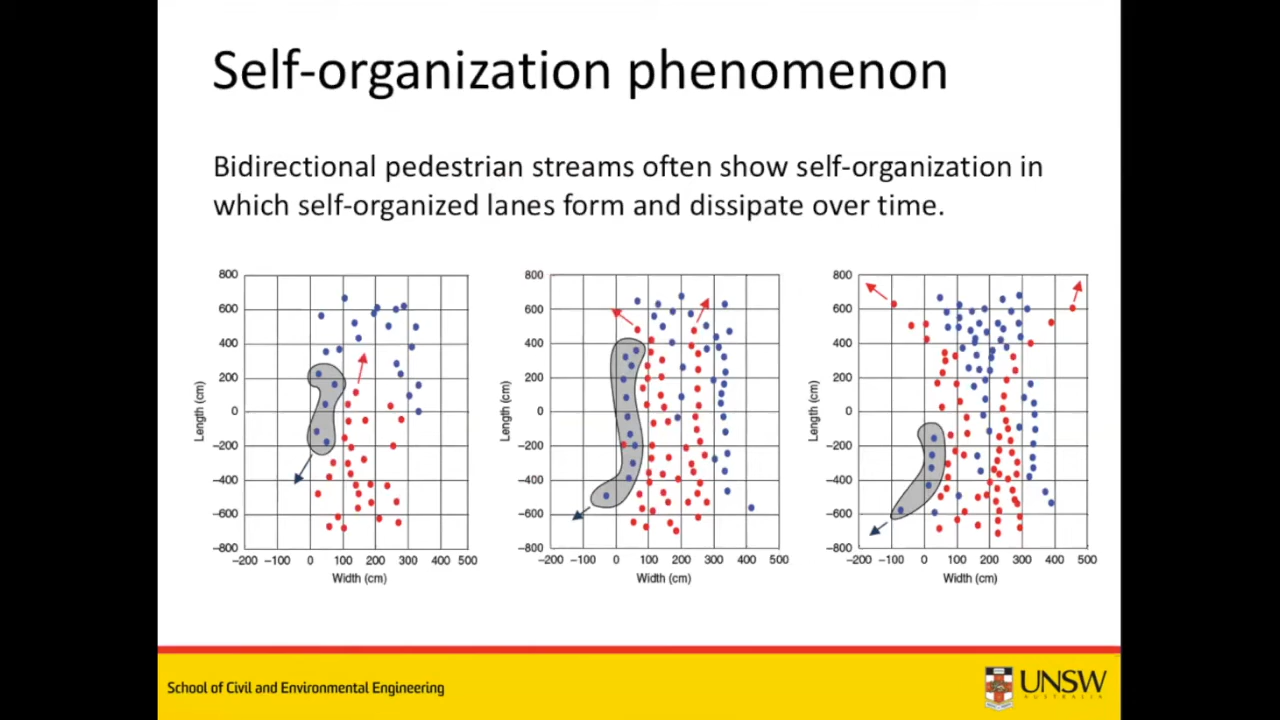 Self-organization phenomenon
Bidirectional pedestrian streams often show self-organization in
which self-organized lanes form and dissipate over time.
800
600
400
200
0
−200
−400
−600
−800
−200 −100 0 100 200 300 400 500
Length (cm)
Width (cm)
800
600
400
200
0
−200
−400
−600
−800
−200 −100 0 100 200 300 400 500
Length (cm)
Width (cm)
800
600
400
200
0
−200
−400
−600
−800
−200 −100 0 100 200 300 400 500
Length (cm)
Width (cm)
School of Civil and Environmental Engineering
UNSW
AUSTRALIA